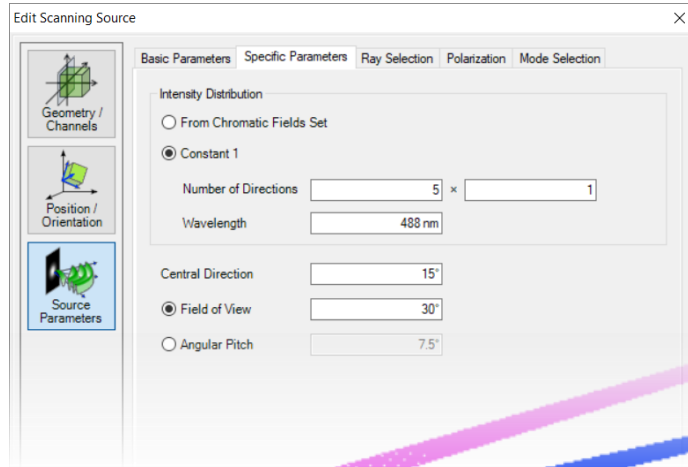 Edit Scanning Source
Basic Parameters Specific Parameters Ray Selection Polarization Mode Selection
Geometry /
Channels
Position /
Orientation
Source
Parameters
Intensity Distribution
From Chromatic Fields Set
Constant 1
Number of Directions 5 × 1
Wavelength 488 nm
Central Direction 15°
Field of View 30°
Angular Pitch 7.5°